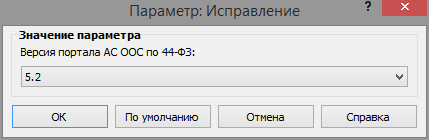 Параметр: Исправление
Значение параметра
Версия портала АС ООС по 44-ФЗ:
5.2
ОК По умолчанию Отмена Справка